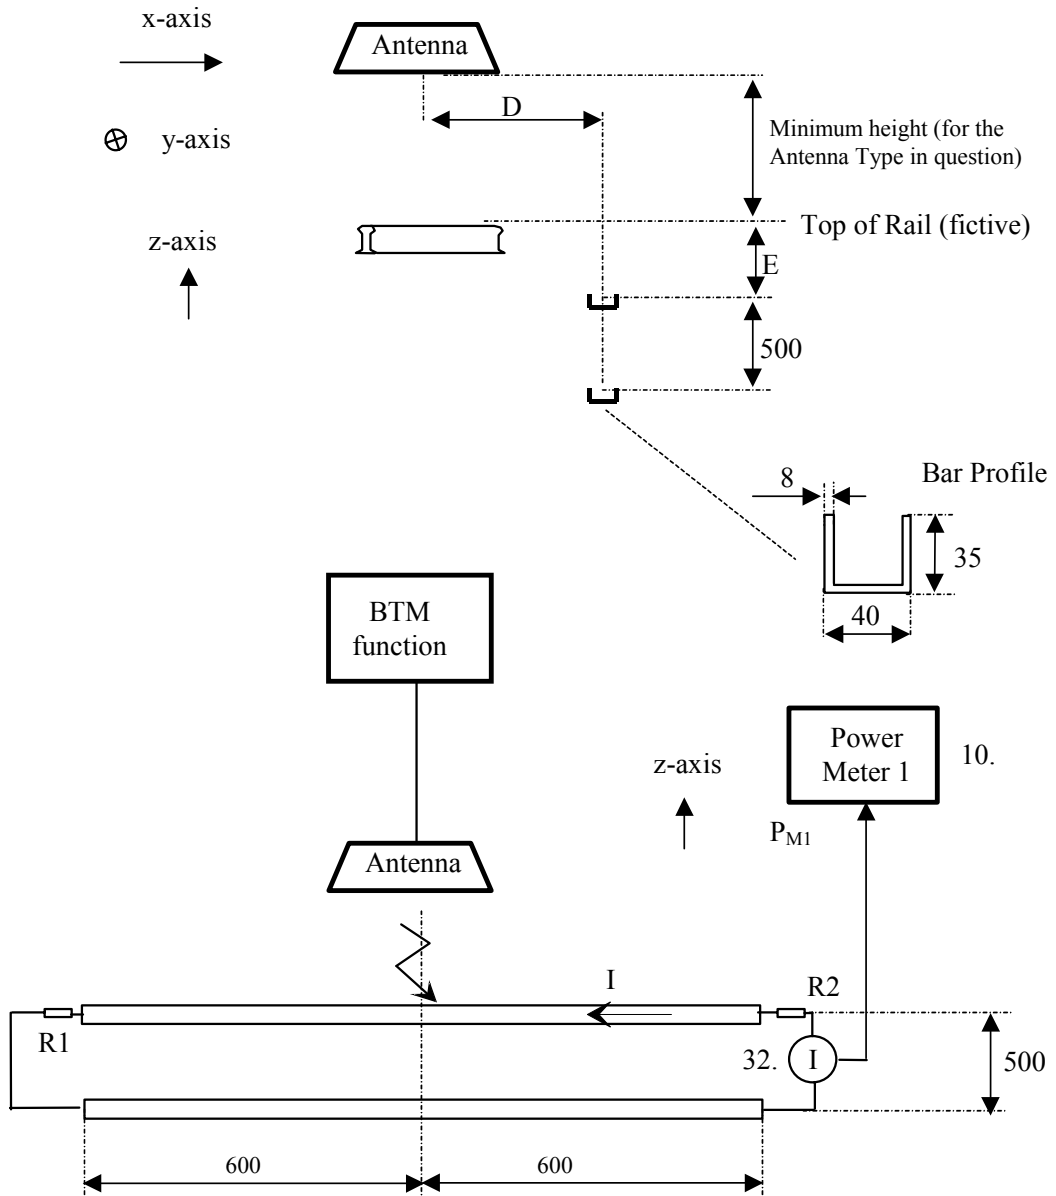 x-axis
Antenna
D
Minimum height (for the
Antenna Type in question)
y-axis
Top of Rail (fictive)
z-axis
E
500
8
Bar Profile
35
40
BTM
function
Power
Meter 1
10.
z-axis
PM1
Antenna
I
R2
R1
32.
I
500
600
600